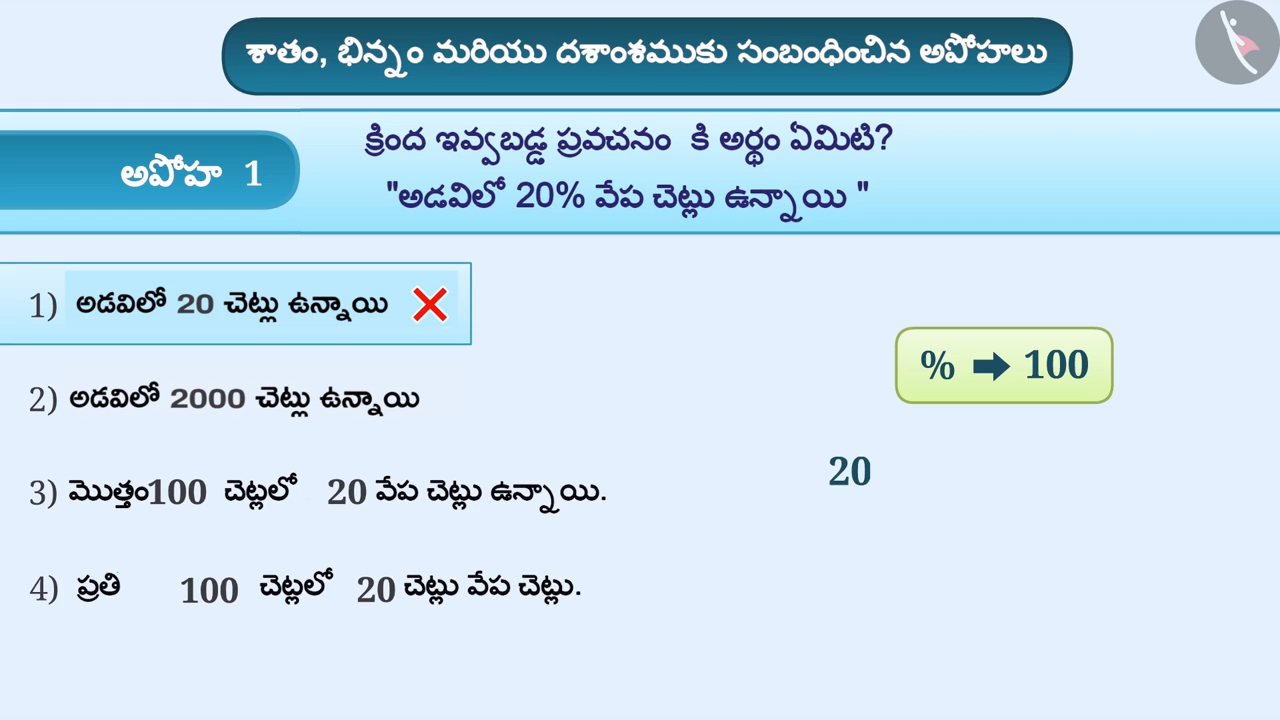 శాతం, భిన్నం మరియు దశాంశముకు సంబంధించిన అపోహలు
అపోహ 1
క్రింద ఇవ్వబడ్డ ప్రవచనం కి అర్థం ఏమిటి?
"అడవిలో 20% వేప చెట్లు ఉన్నాయి "
1) అడవిలో 20 చెట్లు ఉన్నాయి
2) అడవిలో 2000 చెట్లు ఉన్నాయి
3) మొత్తం100 చెట్లలో 20 వేప చెట్లు ఉన్నాయి.
4) ప్రతి 100 చెట్లలో 20 చెట్లు వేప చెట్లు.
% ➡ 100
20